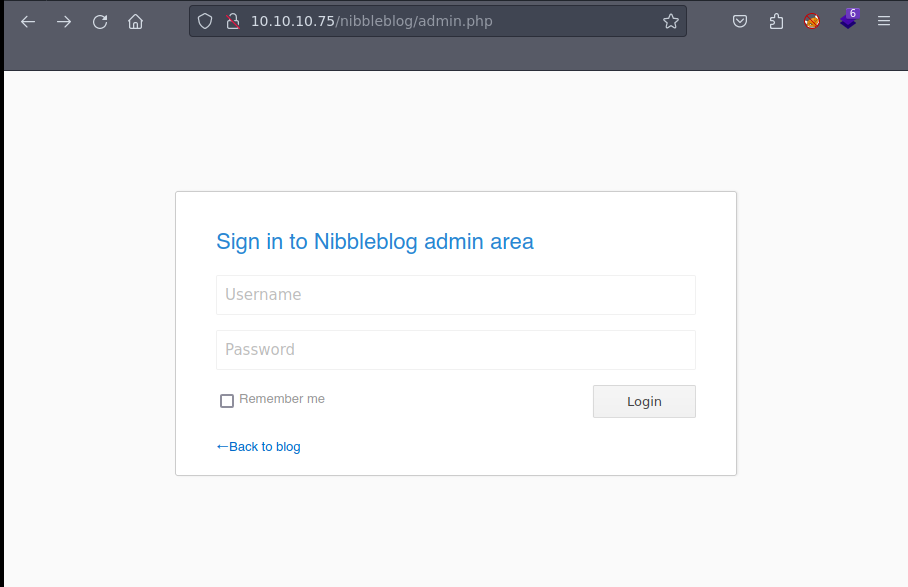 10.10.10.75/nibbleblog/admin.php
6
Sign in to Nibbleblog admin area
Username
Password
Remember me
Login
←Back to blog